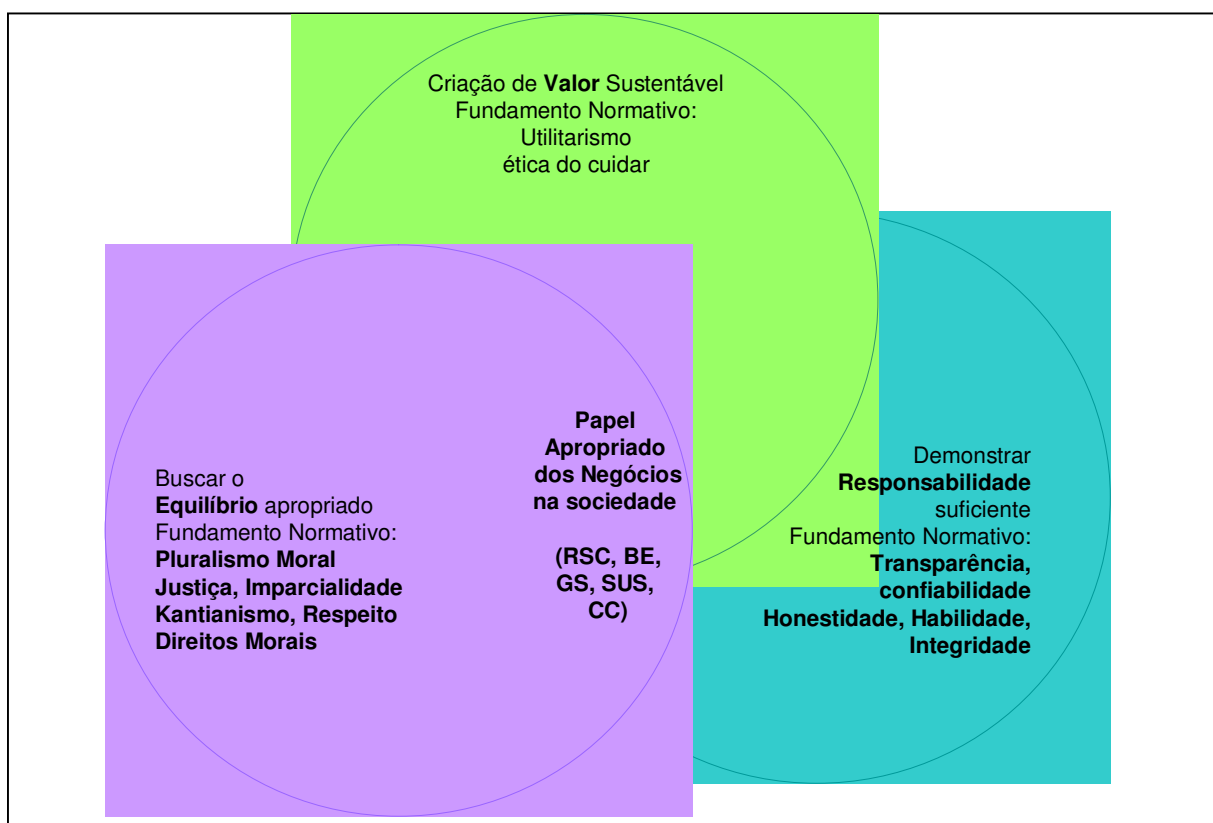 Criação de Valor Sustentável
Fundamento Normativo:
Utilitarismo
ética do cuidar
Buscar o
Equilíbrio apropriado
Fundamento Normativo:
Pluralismo Moral
Justiça, Imparcialidade
Kantianismo, Respeito
Direitos Morais
Papel
Apropriado
dos Negócios
na sociedade
(RSC, BE,
GS, SUS,
CC)
Demonstrar
Responsabilidade
suficiente
Fundamento Normativo:
Transparência,
confiabilidade
Honestidade, Habilidade,
Integridade